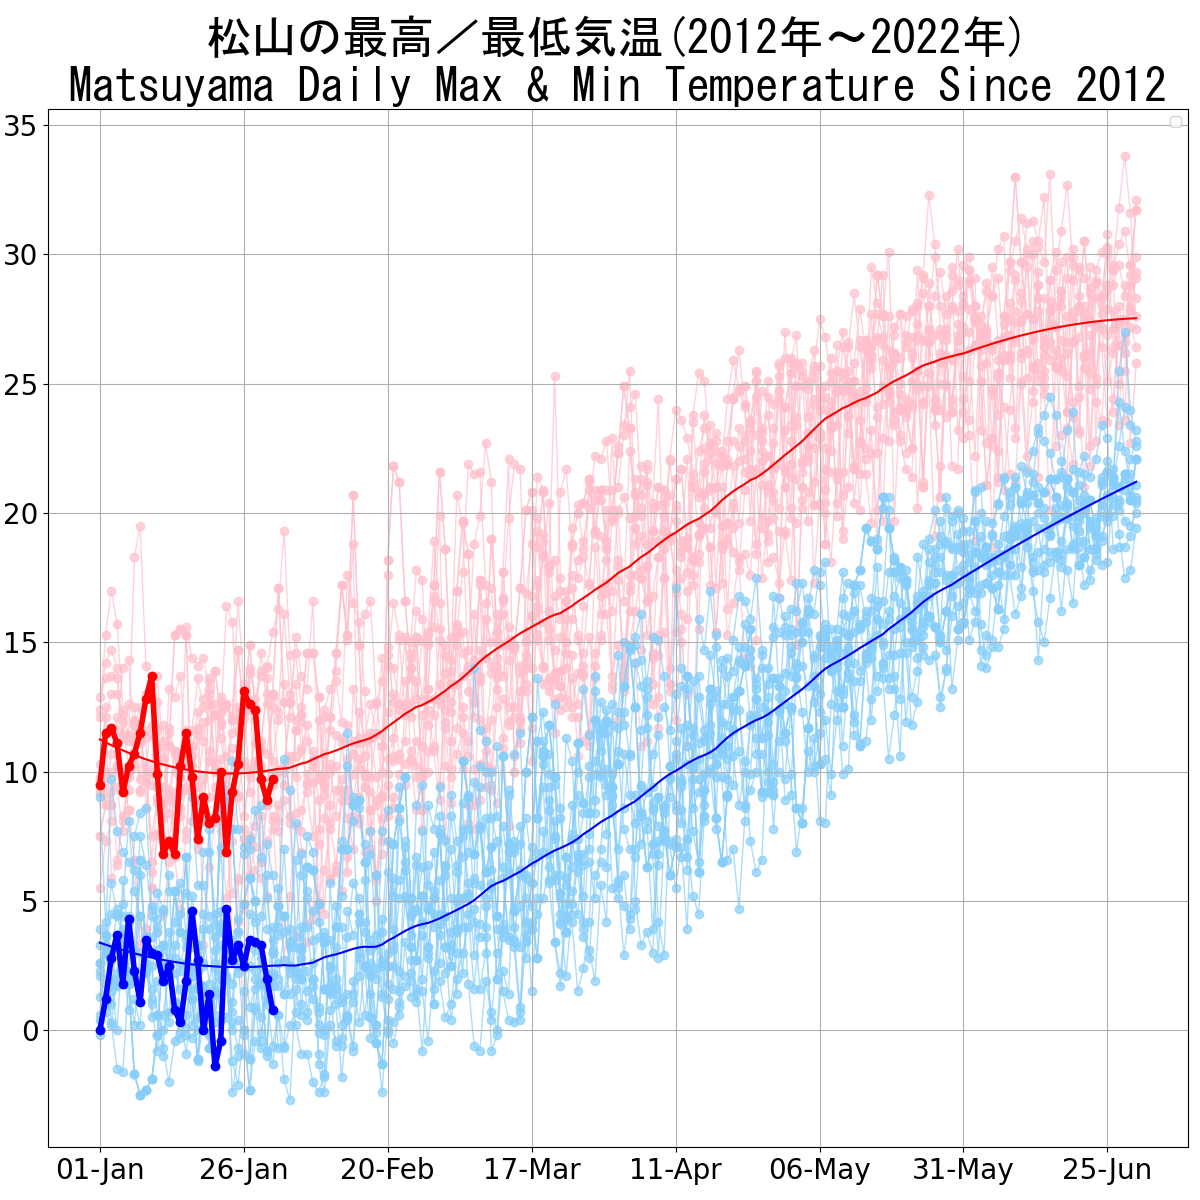 松山の最高／最低気温(2012年～2022年)
Matsuyama Daily Max & Min Temperature Since 2012
35
30
25
20
15
10
5
0
01-Jan 26-Jan 20-Feb 17-Mar 11-Apr 06-May 31-May 25-Jun